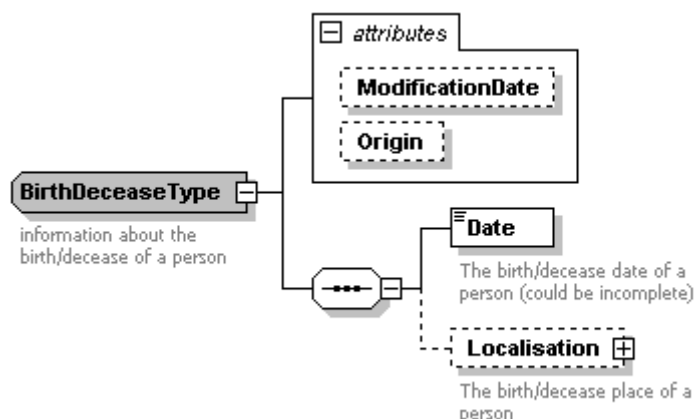 attributes
ModificationDate
Origin
BirthDeceaseType
information about the
birth/decease of a person
Date
The birth/decease date of a
person (could be incomplete)
Localisation
The birth/decease place of a
person